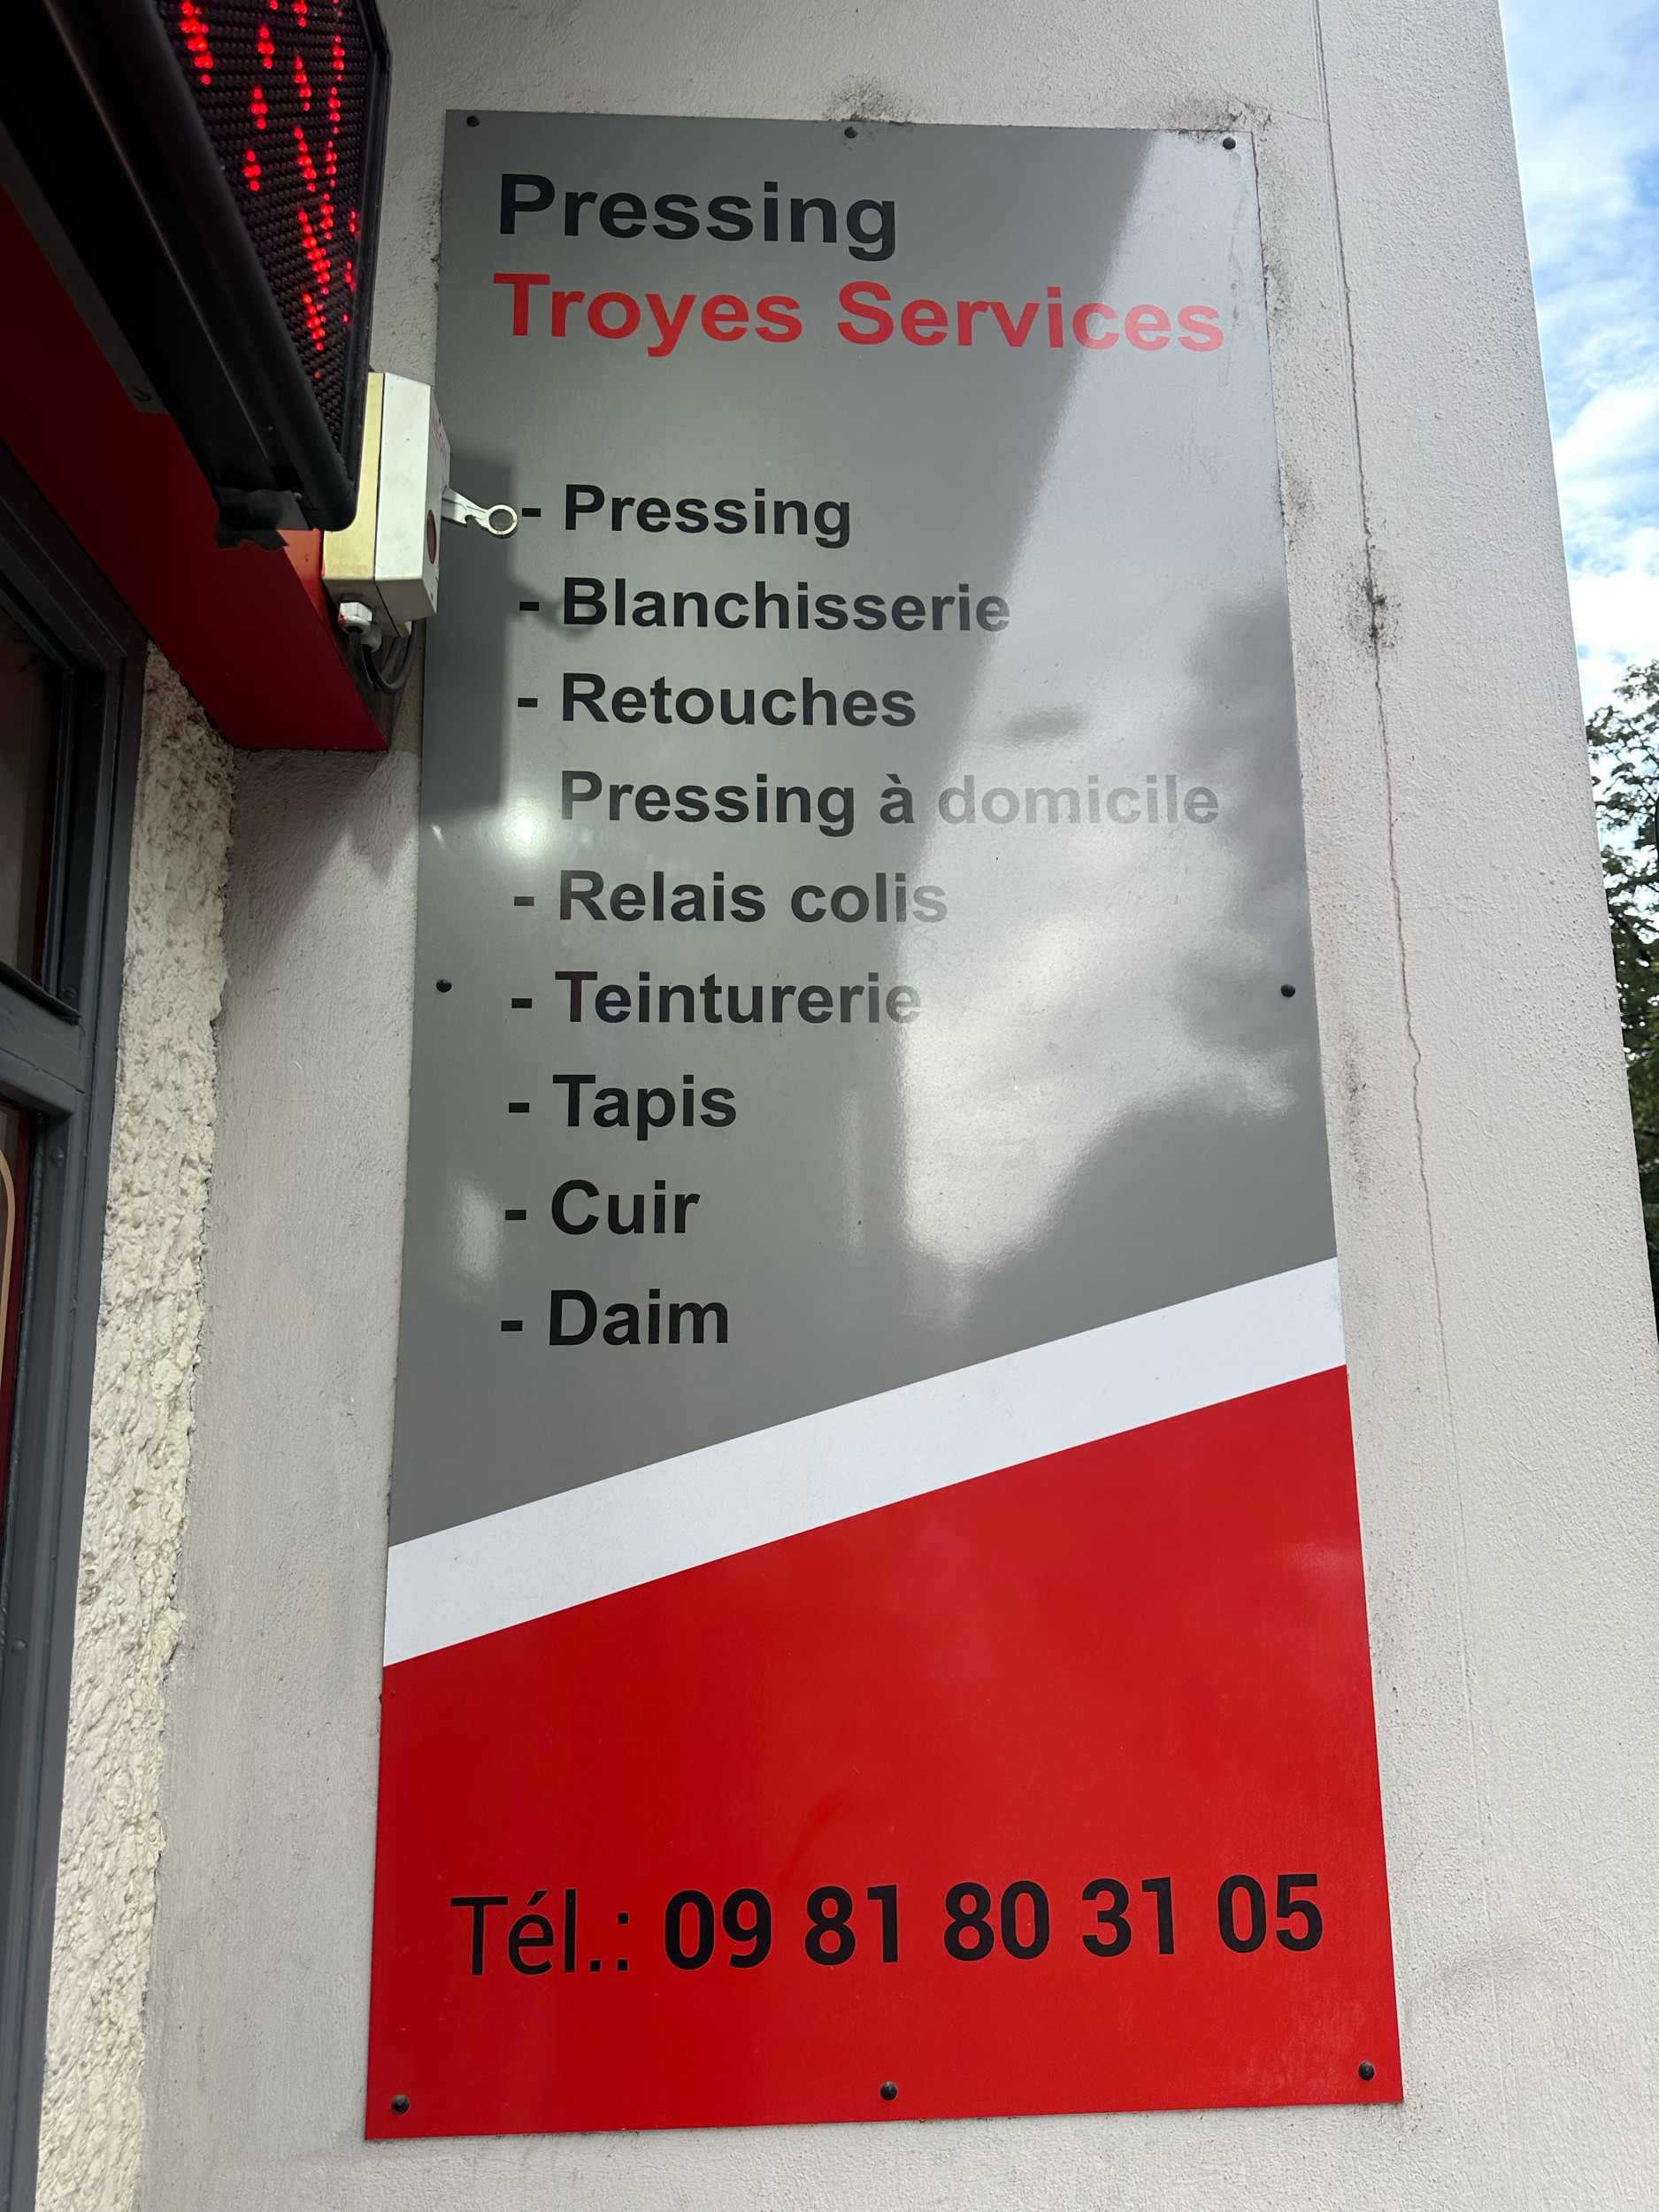 Pressing
Troyes Services
- Pressing
- Blanchisserie
- Retouches
Pressing à domicile
- Relais colis
- Teinturerie
- Tapis
- Cuir
- Daim
Tél.: 09 81 80 31 05